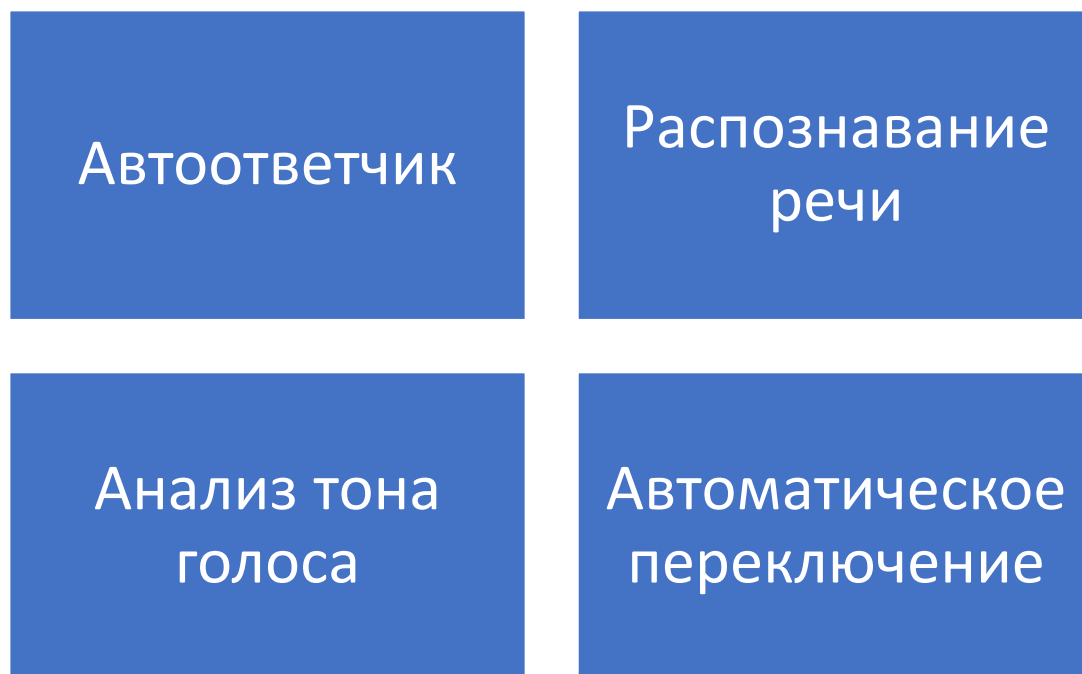 Автоответчик
Распознавание
речи
Анализ тона
голоса
Автоматическое
переключение